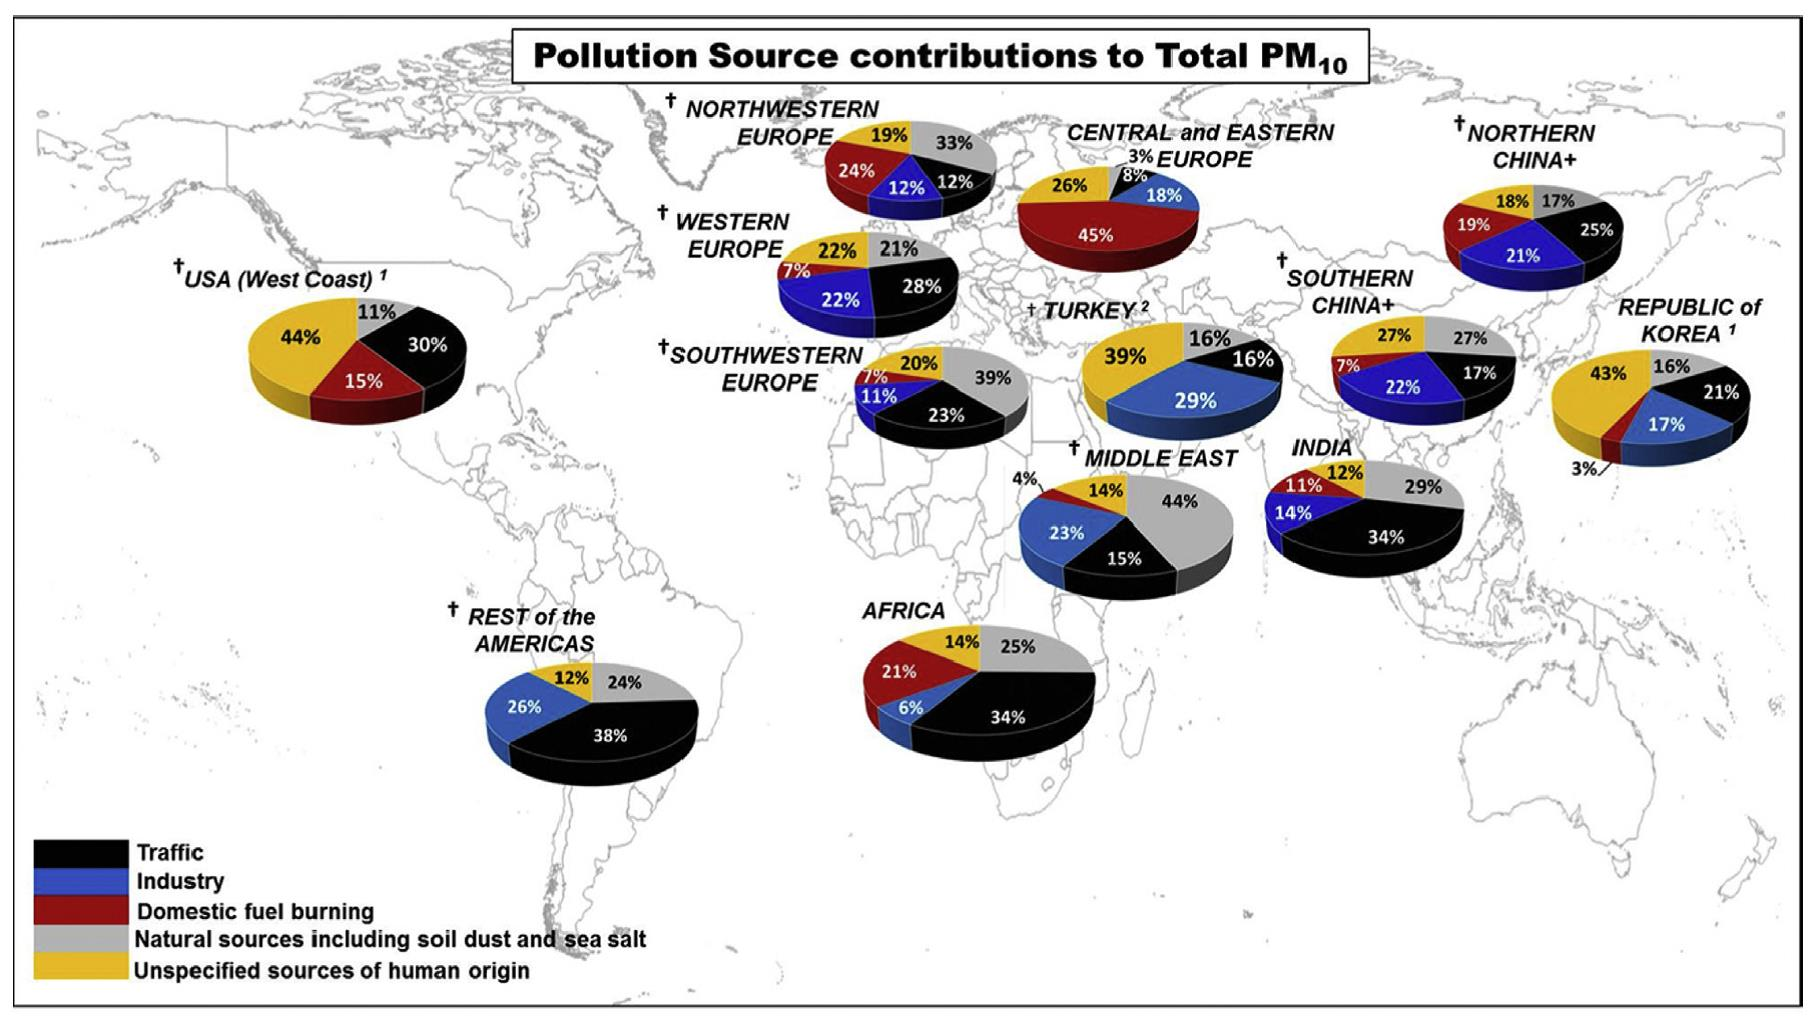 Pollution Source contributions to Total PM10
† NORTHWESTERN
EUROPE
19%
33%
24%
12%
12%
CENTRAL and EASTERN
EUROPE
3%
8%
26%
18%
45%
†NORTHERN
CHINA+
18%
17%
19%
25%
21%
† WESTERN
EUROPE
22%
21%
7%
28%
22%
†USA (West Coast) 1
11%
44%
30%
15%
† TURKEY 2
16%
39%
16%
29%
†SOUTHERN
CHINA+
27%
27%
7%
17%
22%
REPUBLIC of
KOREA 1
16%
43%
21%
17%
3%
†SOUTHWESTERN
EUROPE
20%
7%
39%
11%
23%
† MIDDLE EAST
4%
14%
44%
23%
15%
INDIA
12%
11%
29%
14%
34%
AFRICA
14%
25%
21%
6%
34%
† REST of the
AMERICAS
12%
24%
26%
38%
Traffic
Industry
Domestic fuel burning
Natural sources including soil dust and sea salt
Unspecified sources of human origin